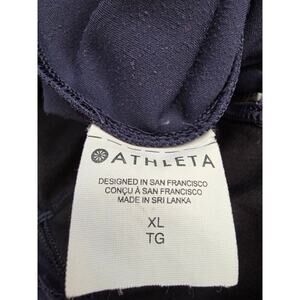 ATHLETA
DESIGNED IN SAN FRANCISCO
CONÇU À SAN FRANCISCO
MADE IN SRI LANKA
XL
TG